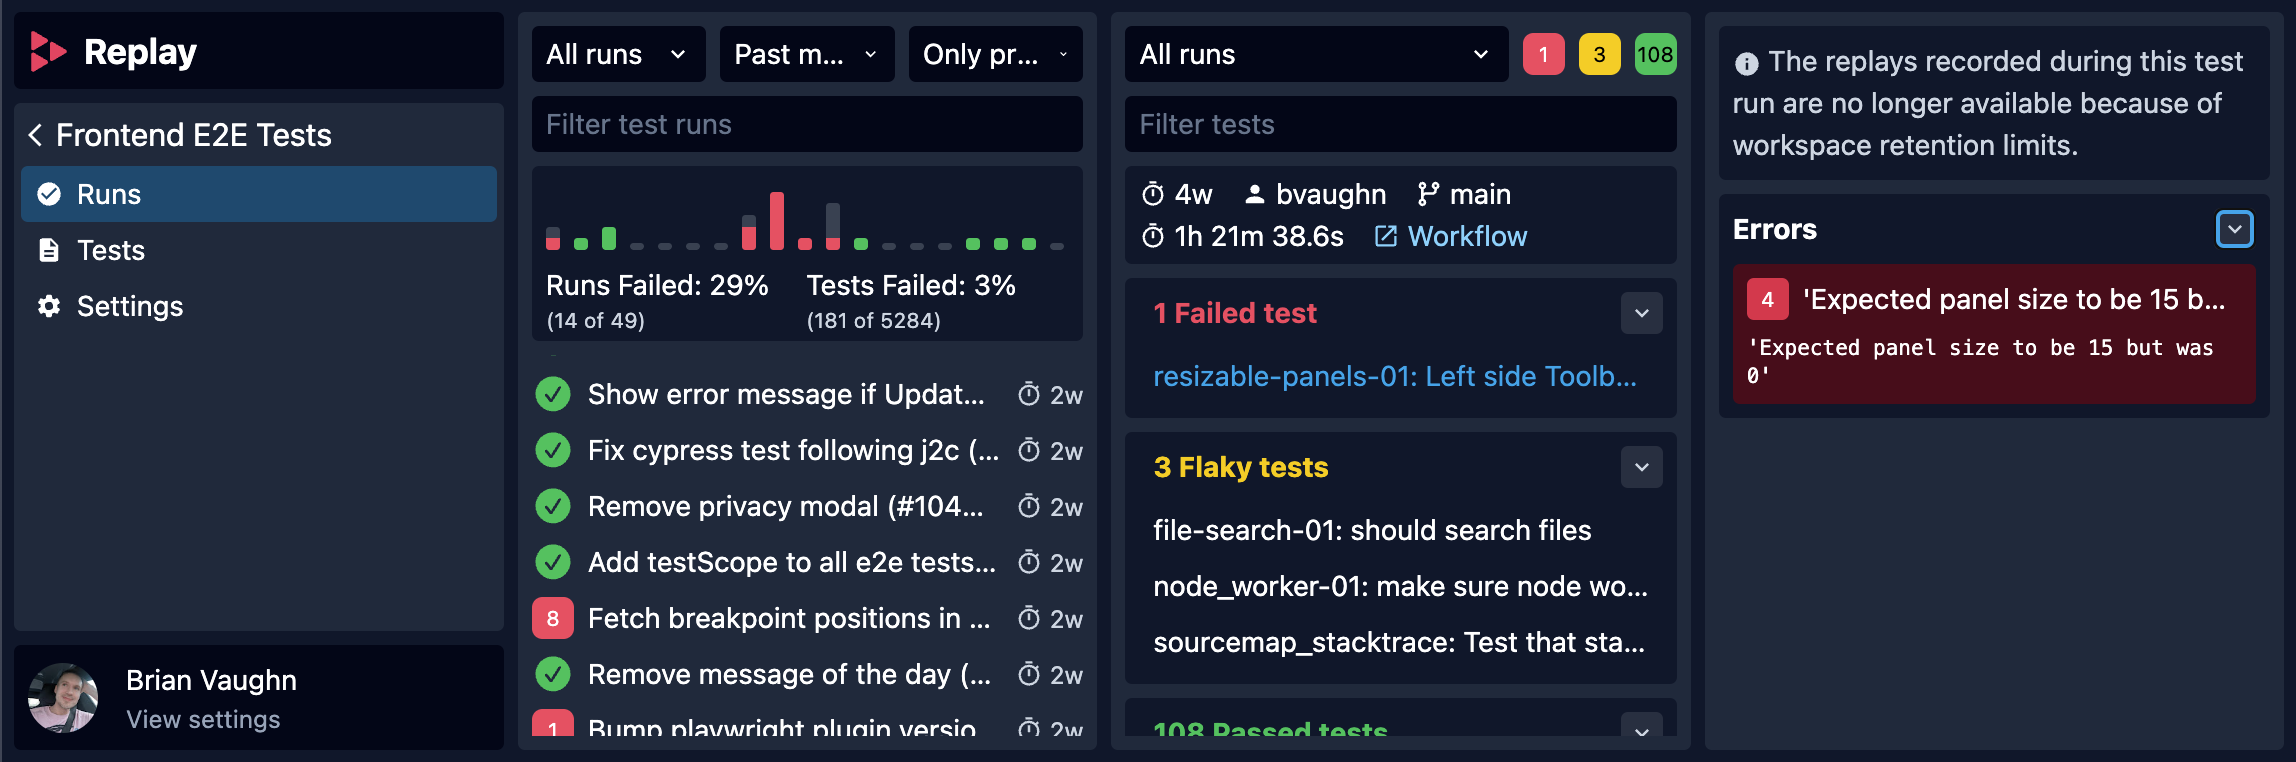 Replay
Frontend E2E Tests
Runs
Tests
Settings
Brian Vaughn
View settings
All runs
Past m...
Only pr...
Filter test runs
Runs Failed: 29%
(14 of 49)
Tests Failed: 3%
(181 of 5284)
Show error message if Updat... 2w
Fix cypress test following j2c (... 2w
Remove privacy modal (#104... 2w
Add testScope to all e2e tests... 2w
8 Fetch breakpoint positions in ... 2w
Remove message of the day (... 2w
1 Bump playwright plugin versio 2w
All runs
1
3
108
Filter tests
4w bvaughn main
1h 21m 38.6s Workflow
1 Failed test
resizable-panels-01: Left side Toolb...
3 Flaky tests
file-search-01: should search files
node_worker-01: make sure node wo...
sourcemap_stacktrace: Test that sta...
108 Passed tests
The replays recorded during this test
run are no longer available because of
workspace retention limits.
Errors
4 'Expected panel size to be 15 b...
'Expected panel size to be 15 but was
0'